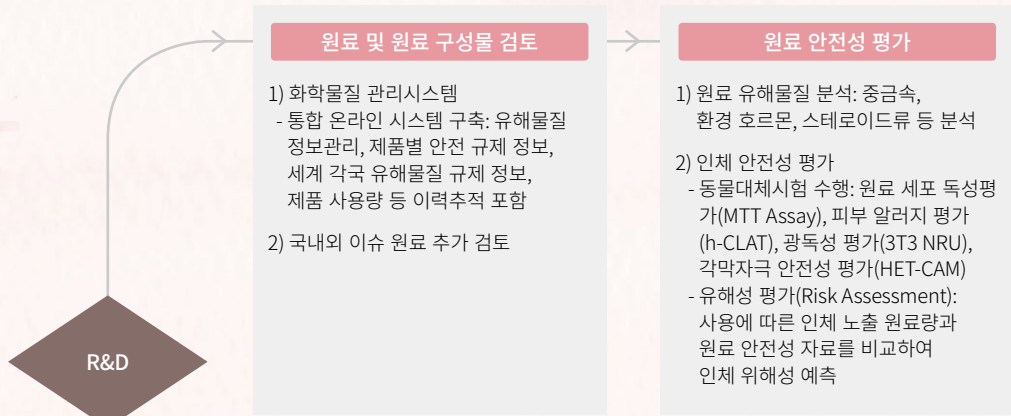 원료 및 원료 구성물 검토
1) 화학물질 관리시스템
- 통합 온라인 시스템 구축: 유해물질
정보관리, 제품별 안전 규제 정보,
세계 각국 유해물질 규제 정보,
제품 사용량 등 이력추적 포함
2) 국내외 이슈 원료 추가 검토
원료 안전성 평가
1) 원료 유해물질 분석: 중금속,
환경 호르몬, 스테로이드류 등 분석
2) 인체 안전성 평가
- 동물대체시험 수행: 원료 세포 독성평
가(MTT Assay), 피부 알러지 평가
(h-CLAT), 광독성 평가(3T3 NRU),
각막자극 안전성 평가(HET-CAM)
- 유해성 평가(Risk Assessment):
사용에 따른 인체 노출 원료량과
원료 안전성 자료를 비교하여
인체 위해성 예측
R&D